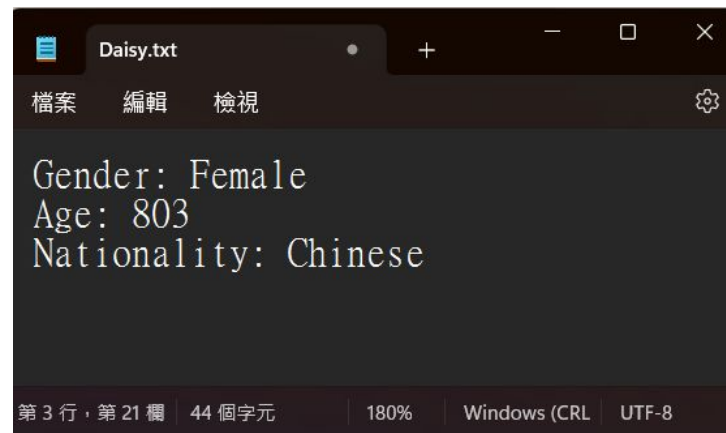 Daisy.txt
檔案 編輯 檢視
Gender: Female
Age: 803
Nationality: Chinese
第 3 行,第 21 欄 44 個字元 180% Windows (CRL UTF-8